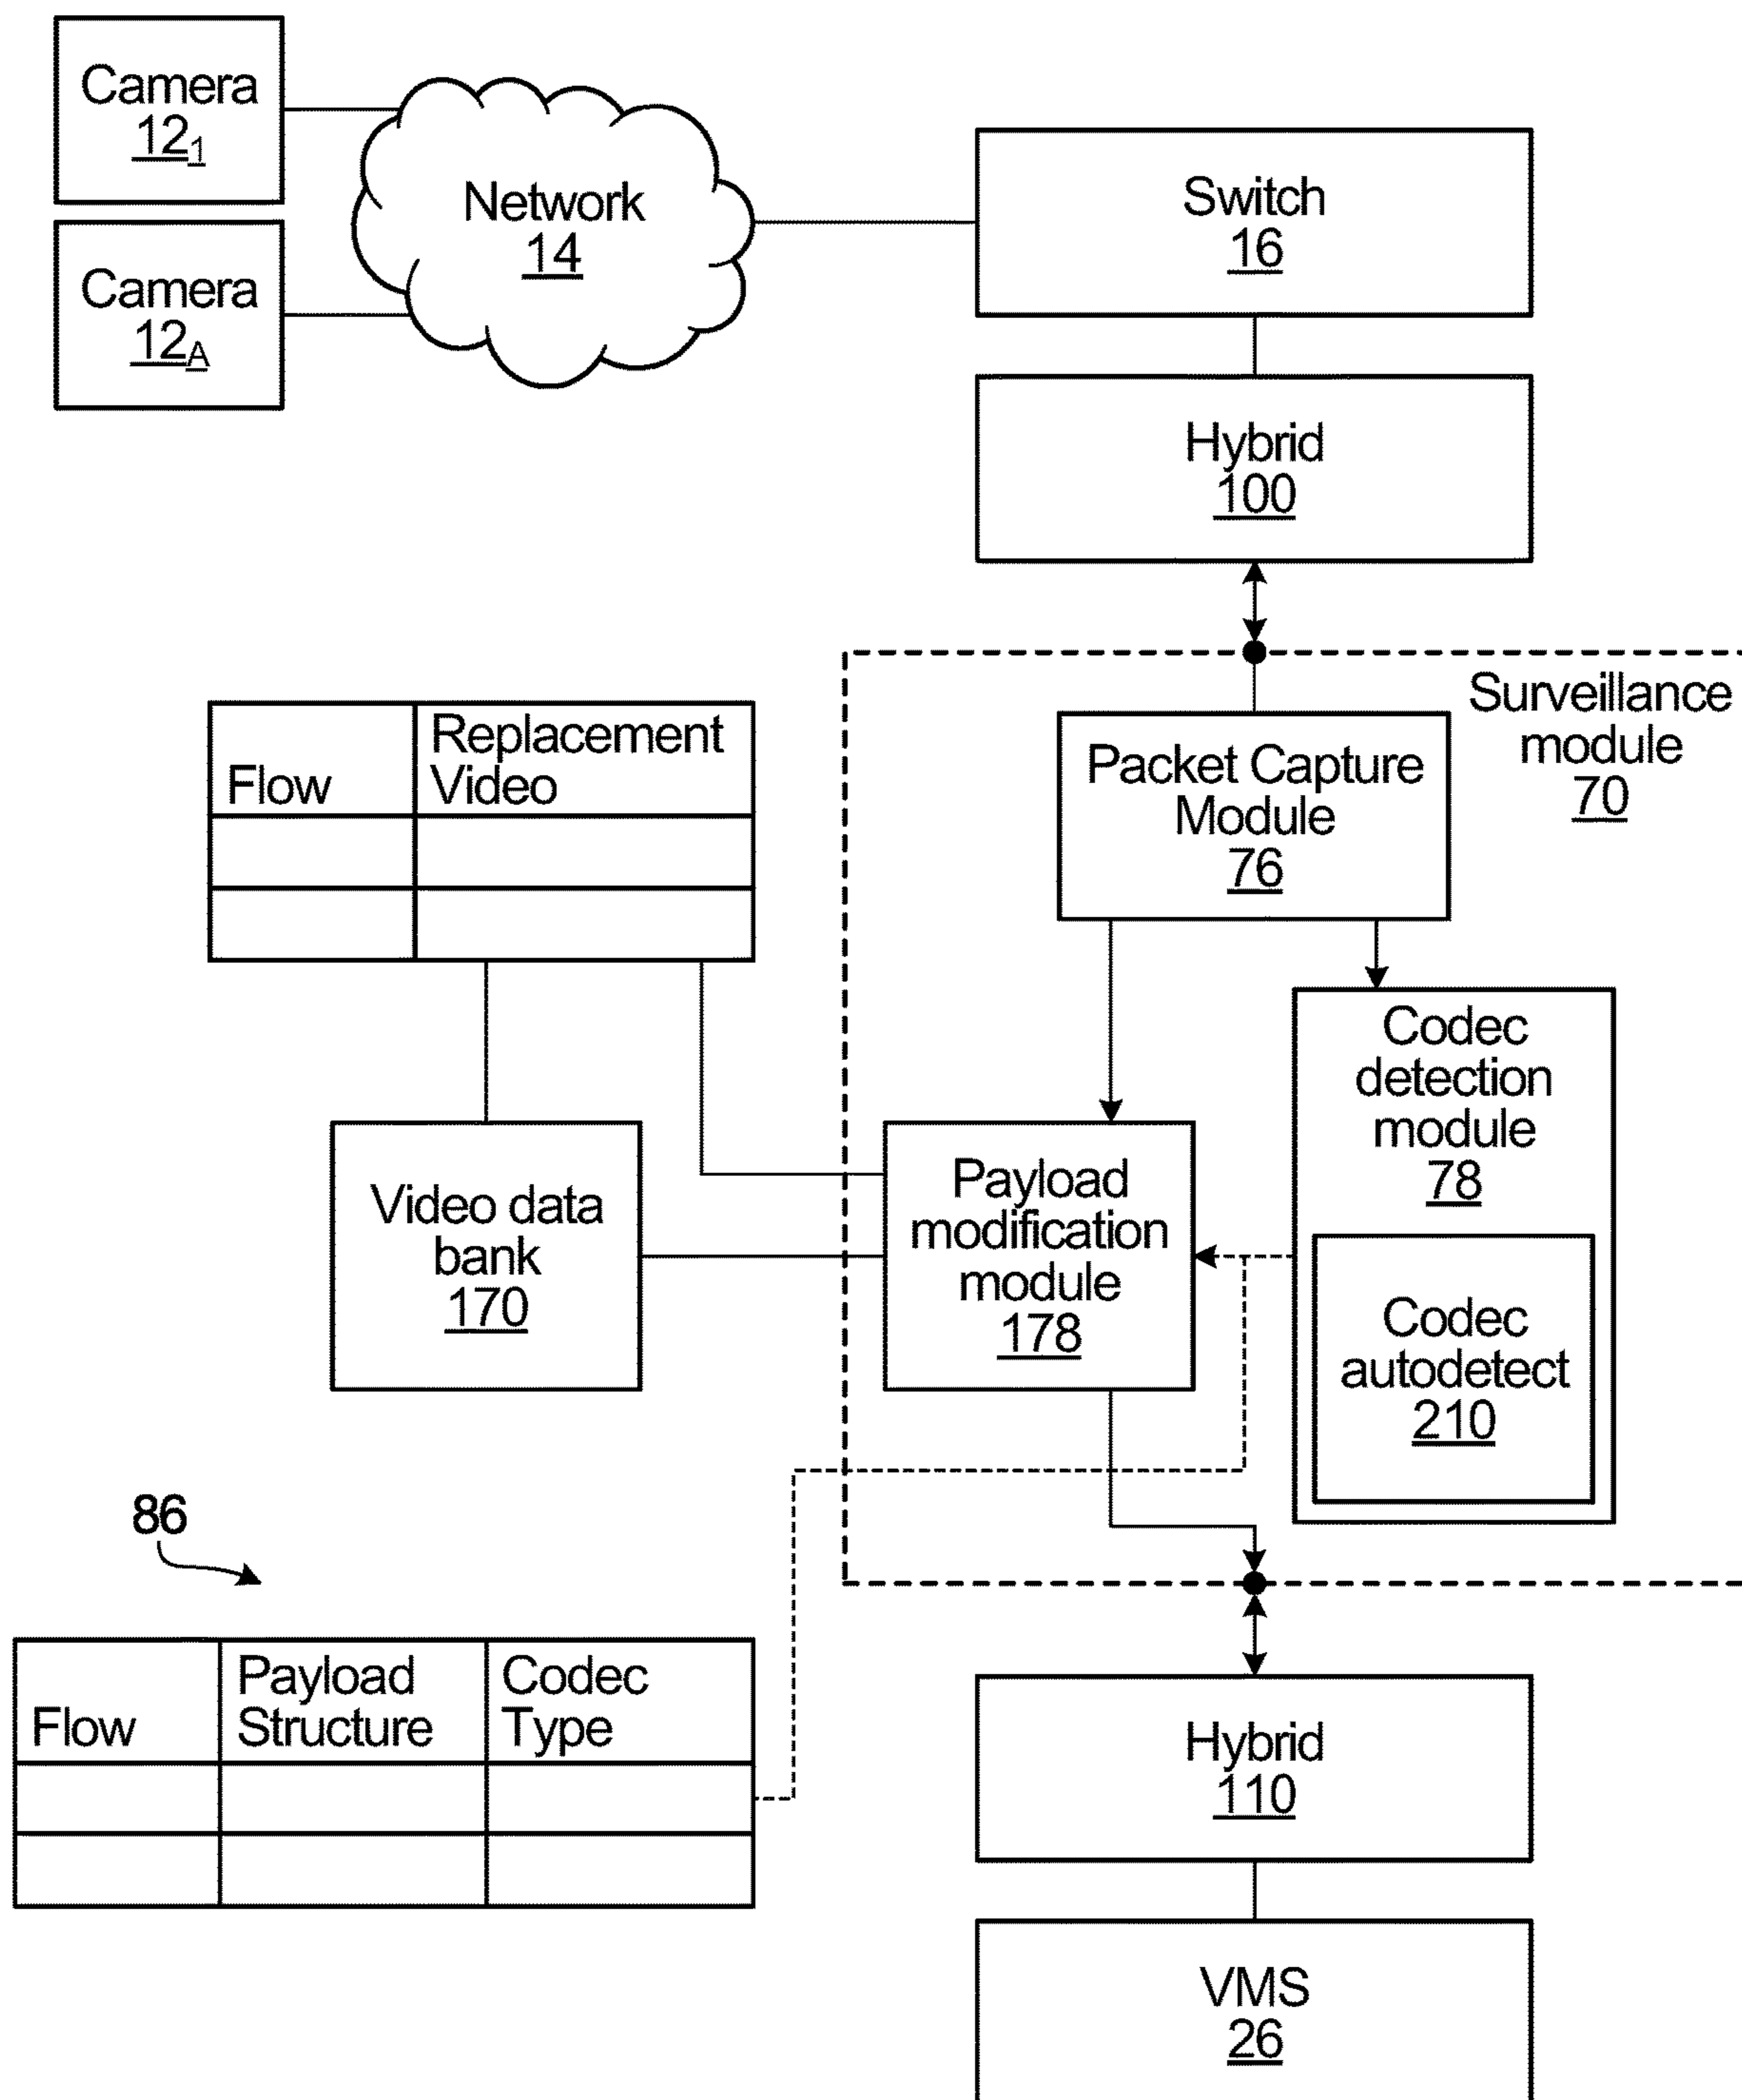 Camera
12₁
Camera
12A
Network
14
Switch
16
Hybrid
100
Surveillance
module
70
Packet Capture
Module
76
Flow
Replacement
Video
Codec
detection
module
78
Codec
autodetect
210
Payload
modification
module
178
Video data
bank
170
86
Flow
Payload
Structure
Codec
Type
Hybrid
110
VMS
26